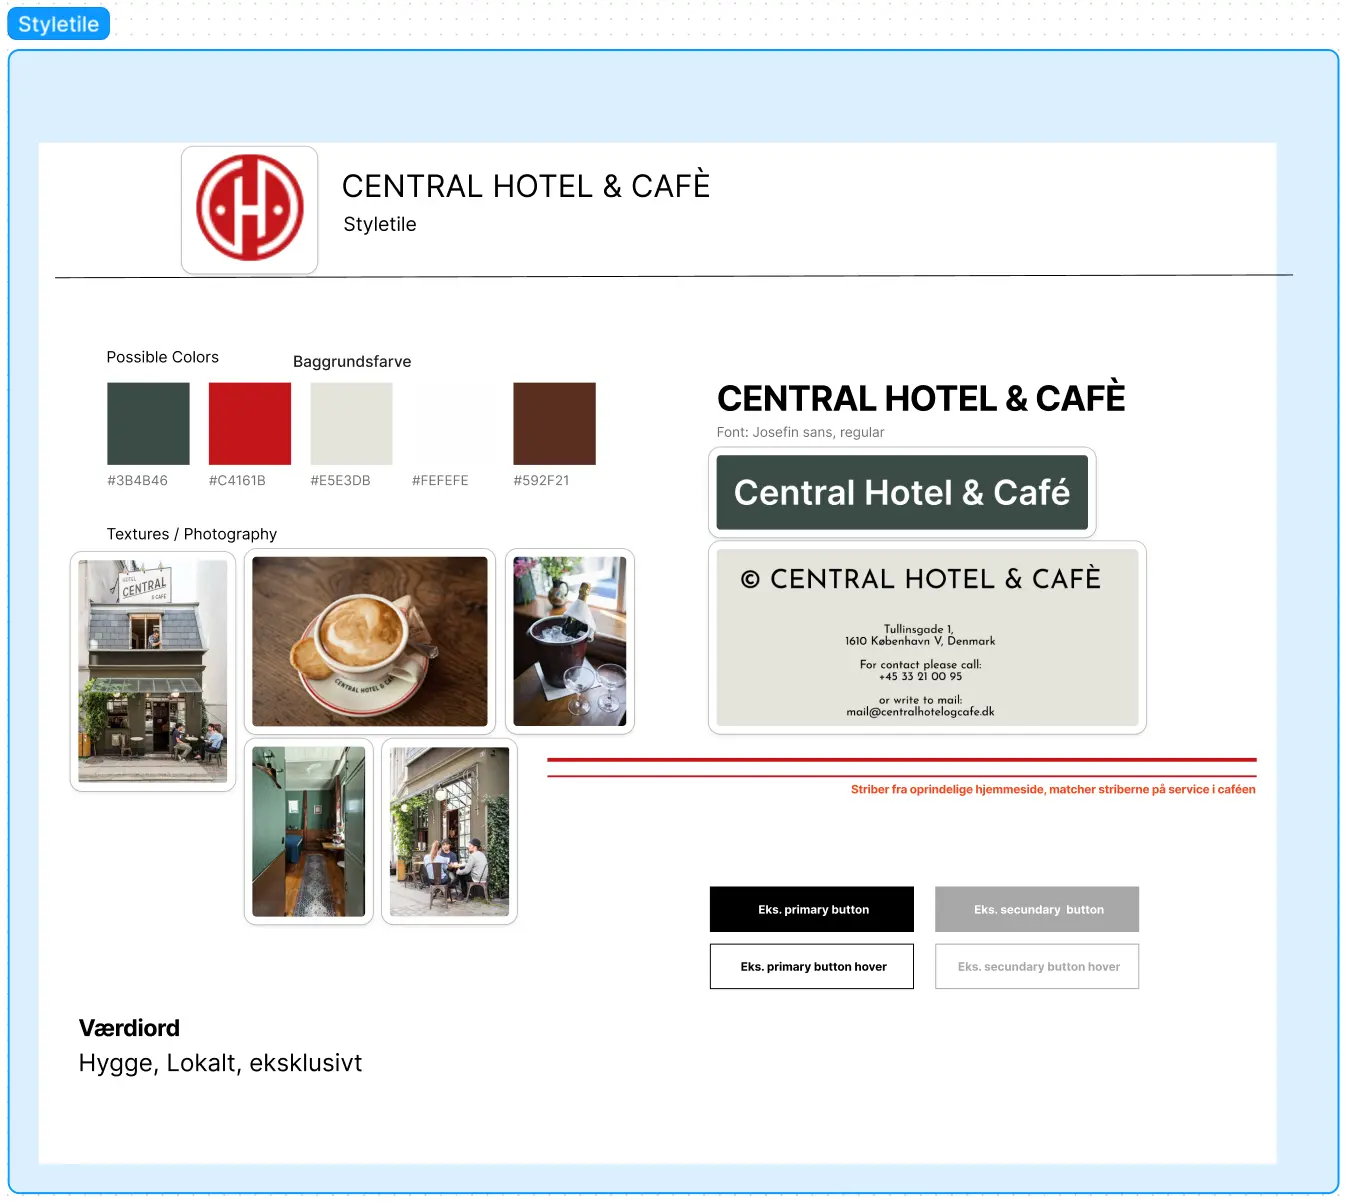 Styletile
CENTRAL HOTEL & CAFÈ
Styletile
Possible Colors
Baggrundsfarve
#3B4B46
#C4161B
#E5E3DB
#FEFEFE
#592F21
Textures / Photography
HOTEL
CENTRAL
& CAFE
CENTRAL HOTEL & CAFÉ
CENTRAL HOTEL & CAFÈ
Font: Josefin sans, regular
Central Hotel & Café
© CENTRAL HOTEL & CAFÈ
Tullinsgade 1,
1610 København V, Denmark
For contact please call:
+45 33 21 00 95
or write to mail:
mail@centralhotelogcafe.dk
Striber fra oprindelige hjemmeside, matcher striberne på service i caféen
Eks. primary button
Eks. secundary button
Eks. primary button hover
Eks. secundary button hover
Værdiord
Hygge, Lokalt, eksklusivt